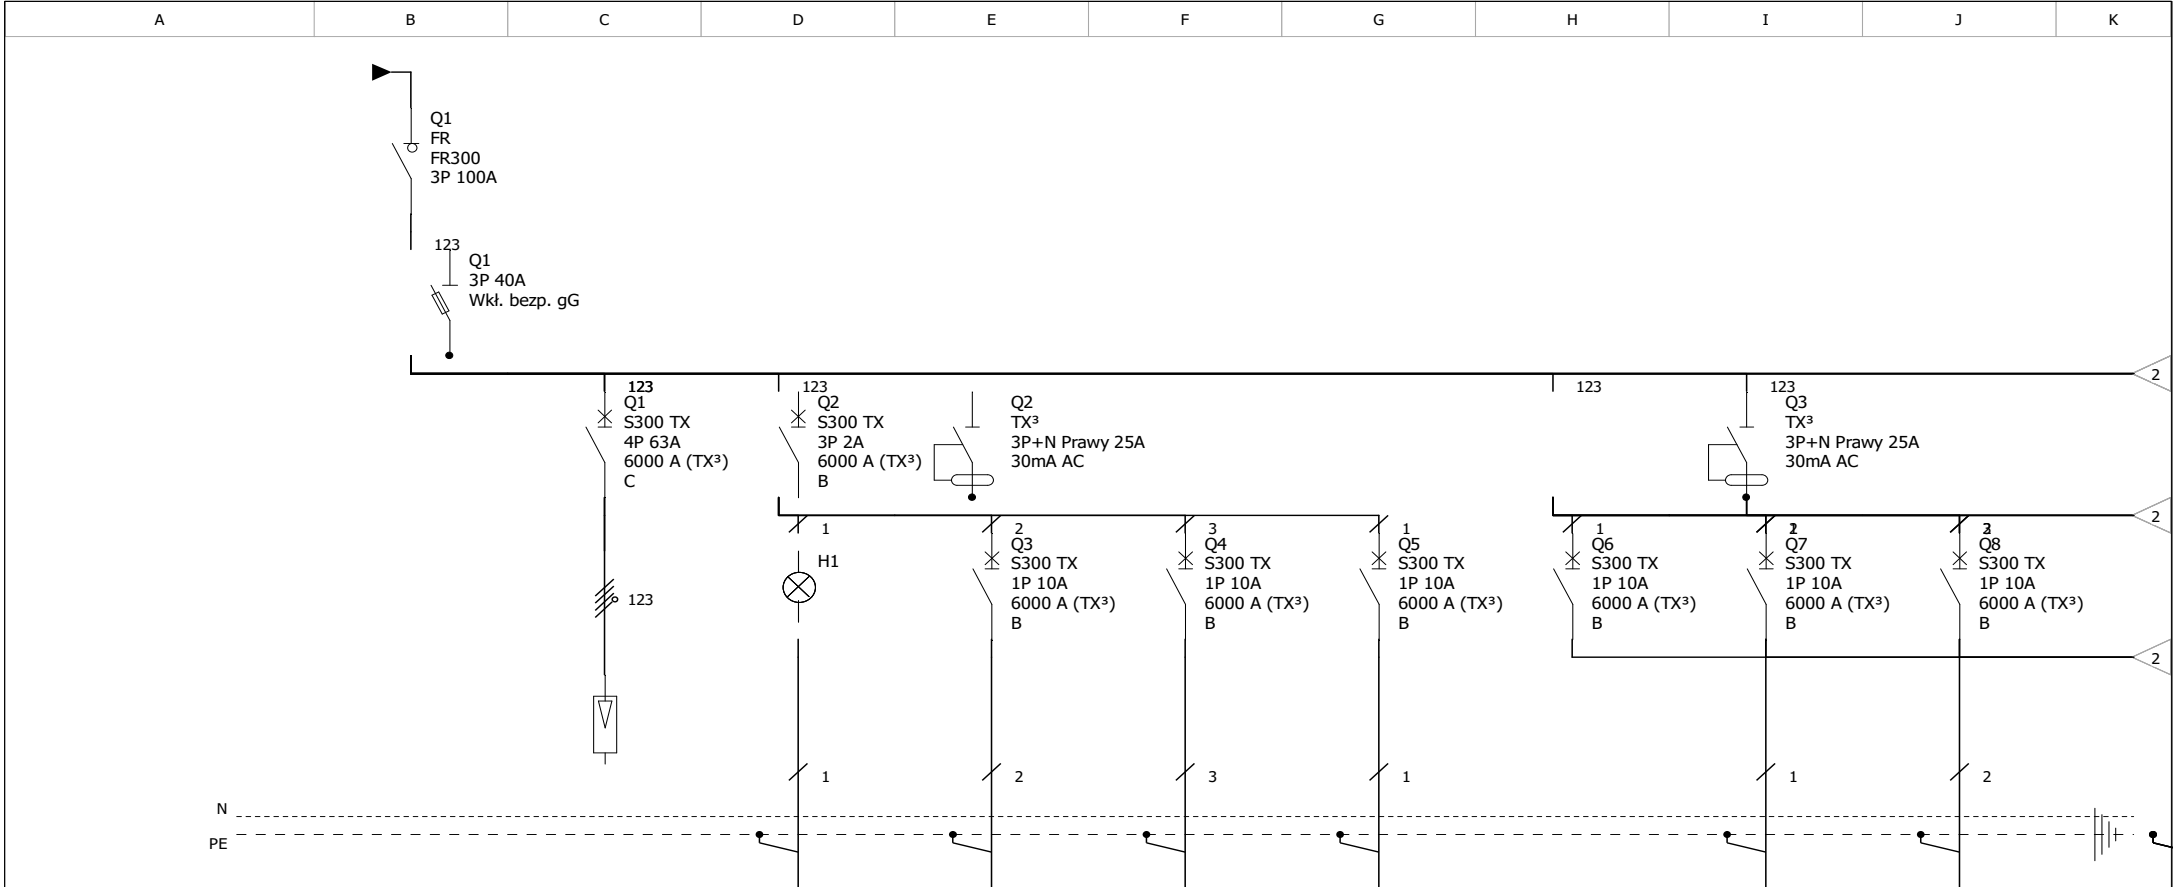 A B C D E F G H I J K
Q1
FR
FR300
3P 100A
123
Q1
3P 40A
Wkł. bezp. gG
2
123
Q1
S300 TX
4P 63A
6000 A (TX³)
C
123
Q2
S300 TX
3P 2A
6000 A (TX³)
B
Q2
TX³
3P+N Prawy 25A
30mA AC
123
123
Q3
TX³
3P+N Prawy 25A
30mA AC
2
123
1
H1
2
Q3
S300 TX
1P 10A
6000 A (TX³)
B
3
Q4
S300 TX
1P 10A
6000 A (TX³)
B
1
Q5
S300 TX
1P 10A
6000 A (TX³)
B
1
Q6
S300 TX
1P 10A
6000 A (TX³)
B
Q7
S300 TX
1P 10A
6000 A (TX³)
B
Q8
S300 TX
1P 10A
6000 A (TX³)
B
2
1 2 3 1 1 2
N
PE